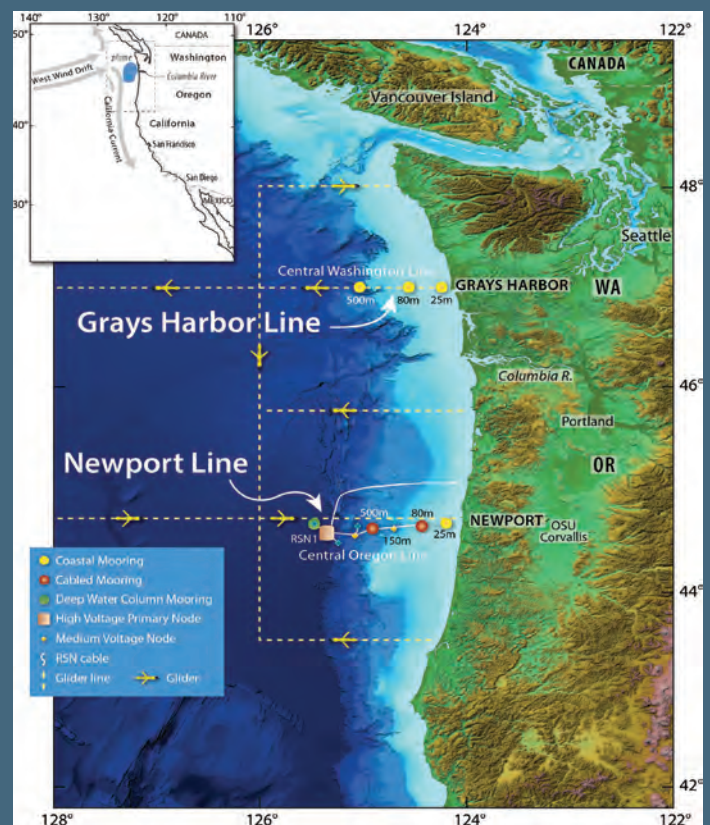 140° 130° 120° 110°
CANADA
plume
Washington
West Wind Drift
Columbia River
Oregon
California Current
40°
California
San Francisco
San Diego
30°
MEXICO
126° 124° 122°
CANADA
Vancouver Island
48°
Seattle
Central Washington Line
500m 80m 25m
GRAYS HARBOR
WA
Grays Harbor Line
Columbia R.
46°
Portland
OR
Newport Line
500m 80m
NEWPORT
RSN1
150m
25m
OSU
Corvallis
Central Oregon Line
Coastal Mooring
Cabled Mooring
Deep Water Column Mooring
High Voltage Primary Node
Medium Voltage Node
RSN cable
Glider line Glider
44°
42°
128° 126° 124° 122°